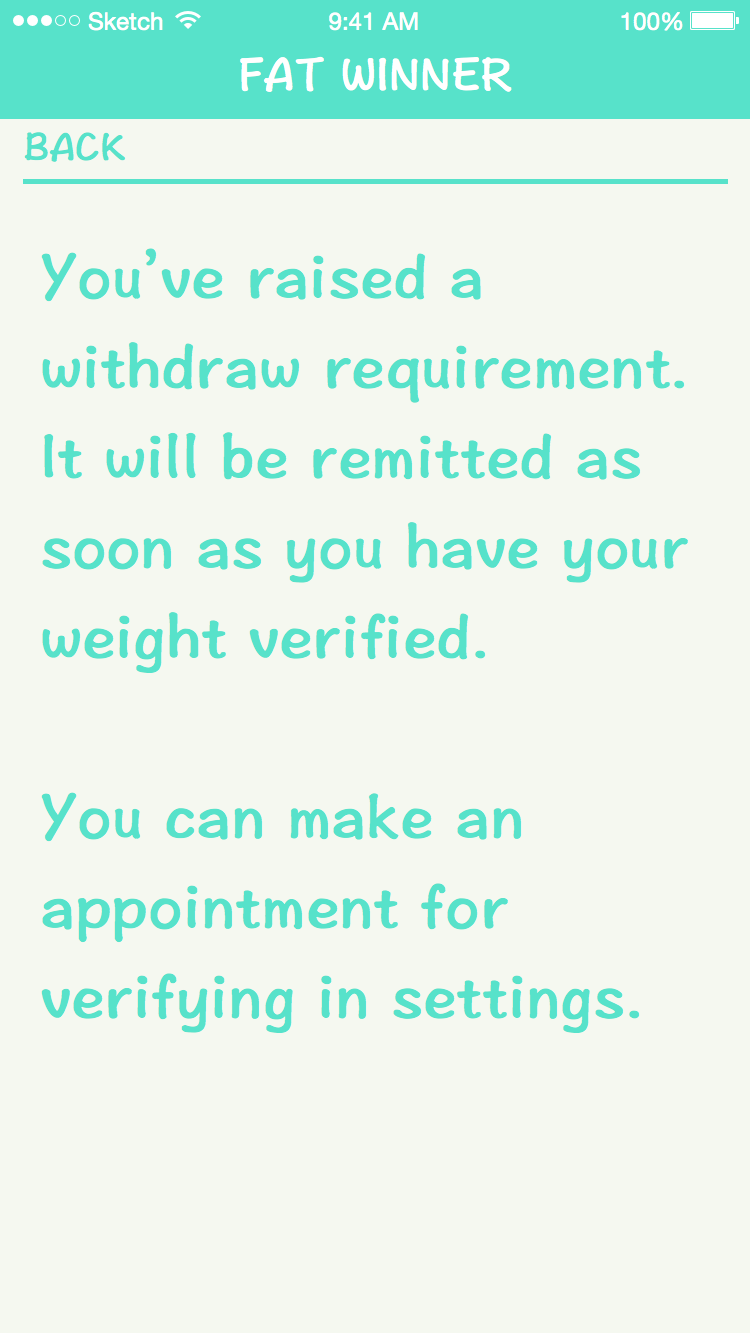 Sketch 9:41 AM 100%
FAT WINNER
BACK
You've raised a
withdraw requirement.
It will be remitted as
soon as you have your
weight verified.
You can make an
appointment for
verifying in settings.